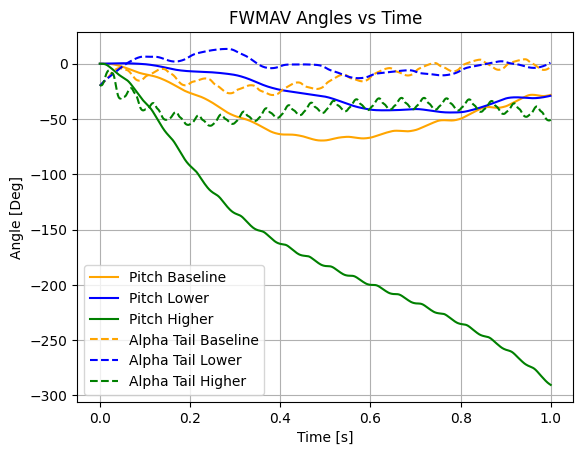 FWMAV Angles vs Time
Angle [Deg]
0
−50
−100
−150
−200
−250
−300
Pitch Baseline
Pitch Lower
Pitch Higher
Alpha Tail Baseline
Alpha Tail Lower
Alpha Tail Higher
0.0 0.2 0.4 0.6 0.8 1.0
Time [s]